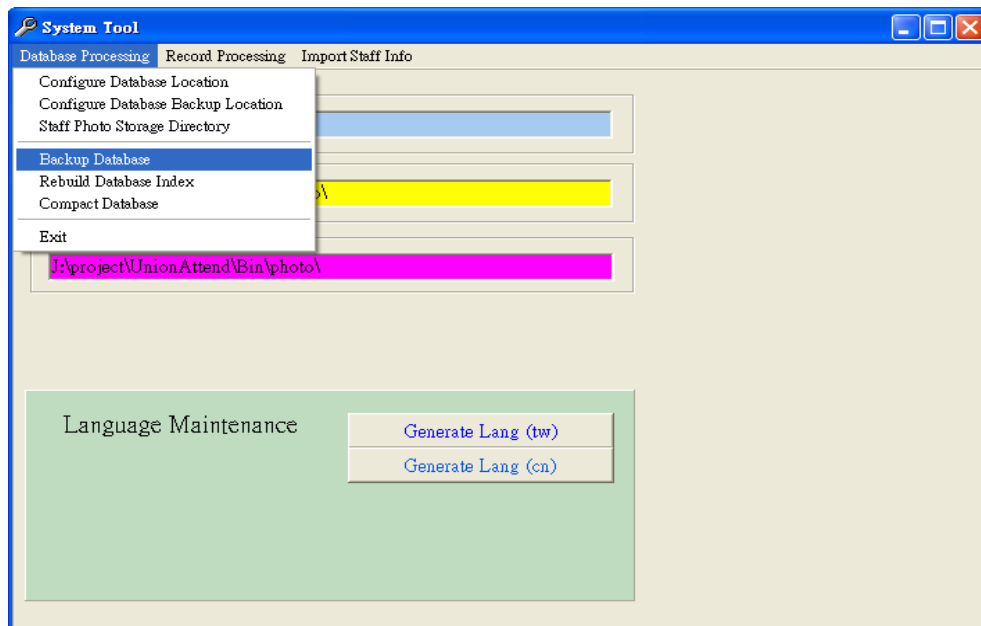 System Tool
Database Processing Record Processing Import Staff Info
Configure Database Location
Configure Database Backup Location
Staff Photo Storage Directory
Backup Database
Rebuild Database Index
Compact Database
Exit
J:\project\UnionAttend\Bin\photo\
Language Maintenance
Generate Lang (tw)
Generate Lang (cn)